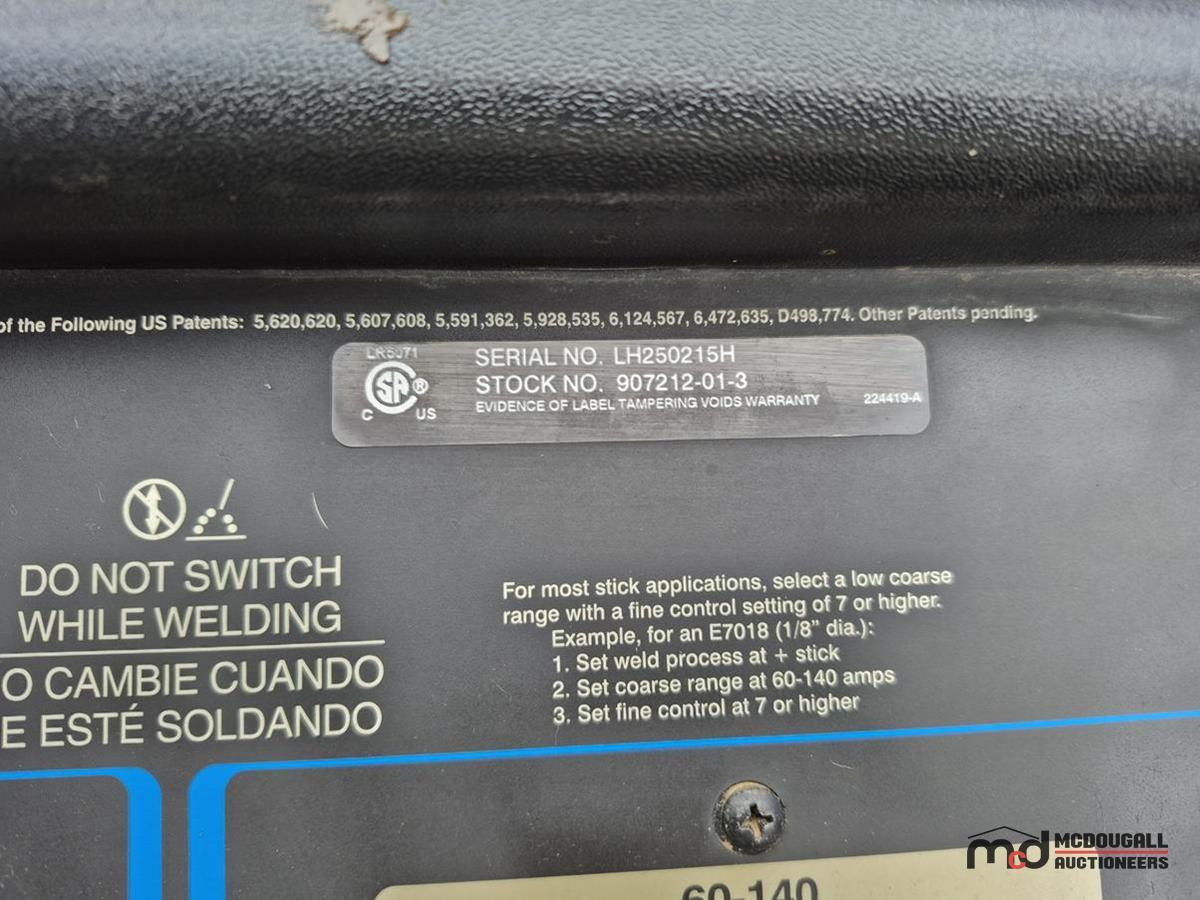 of the Following US Patents: 5,620,620, 5,607,608, 5,591,362, 5,928,535, 6,124,567, 6,472,635, D498,774. Other Patents pending.
LR5071
SERIAL NO. LH250215H
STOCK NO. 907212-01-3
EVIDENCE OF LABEL TAMPERING VOIDS WARRANTY 224419-A
SA ®
C US
DO NOT SWITCH
WHILE WELDING
O CAMBIE CUANDO
E ESTÉ SOLDANDO
For most stick applications, select a low coarse
range with a fine control setting of 7 or higher.
Example, for an E7018 (1/8" dia.):
1. Set weld process at + stick
2. Set coarse range at 60-140 amps
3. Set fine control at 7 or higher
60-140
mcd MCDOUGALL
AUCTIONEERS